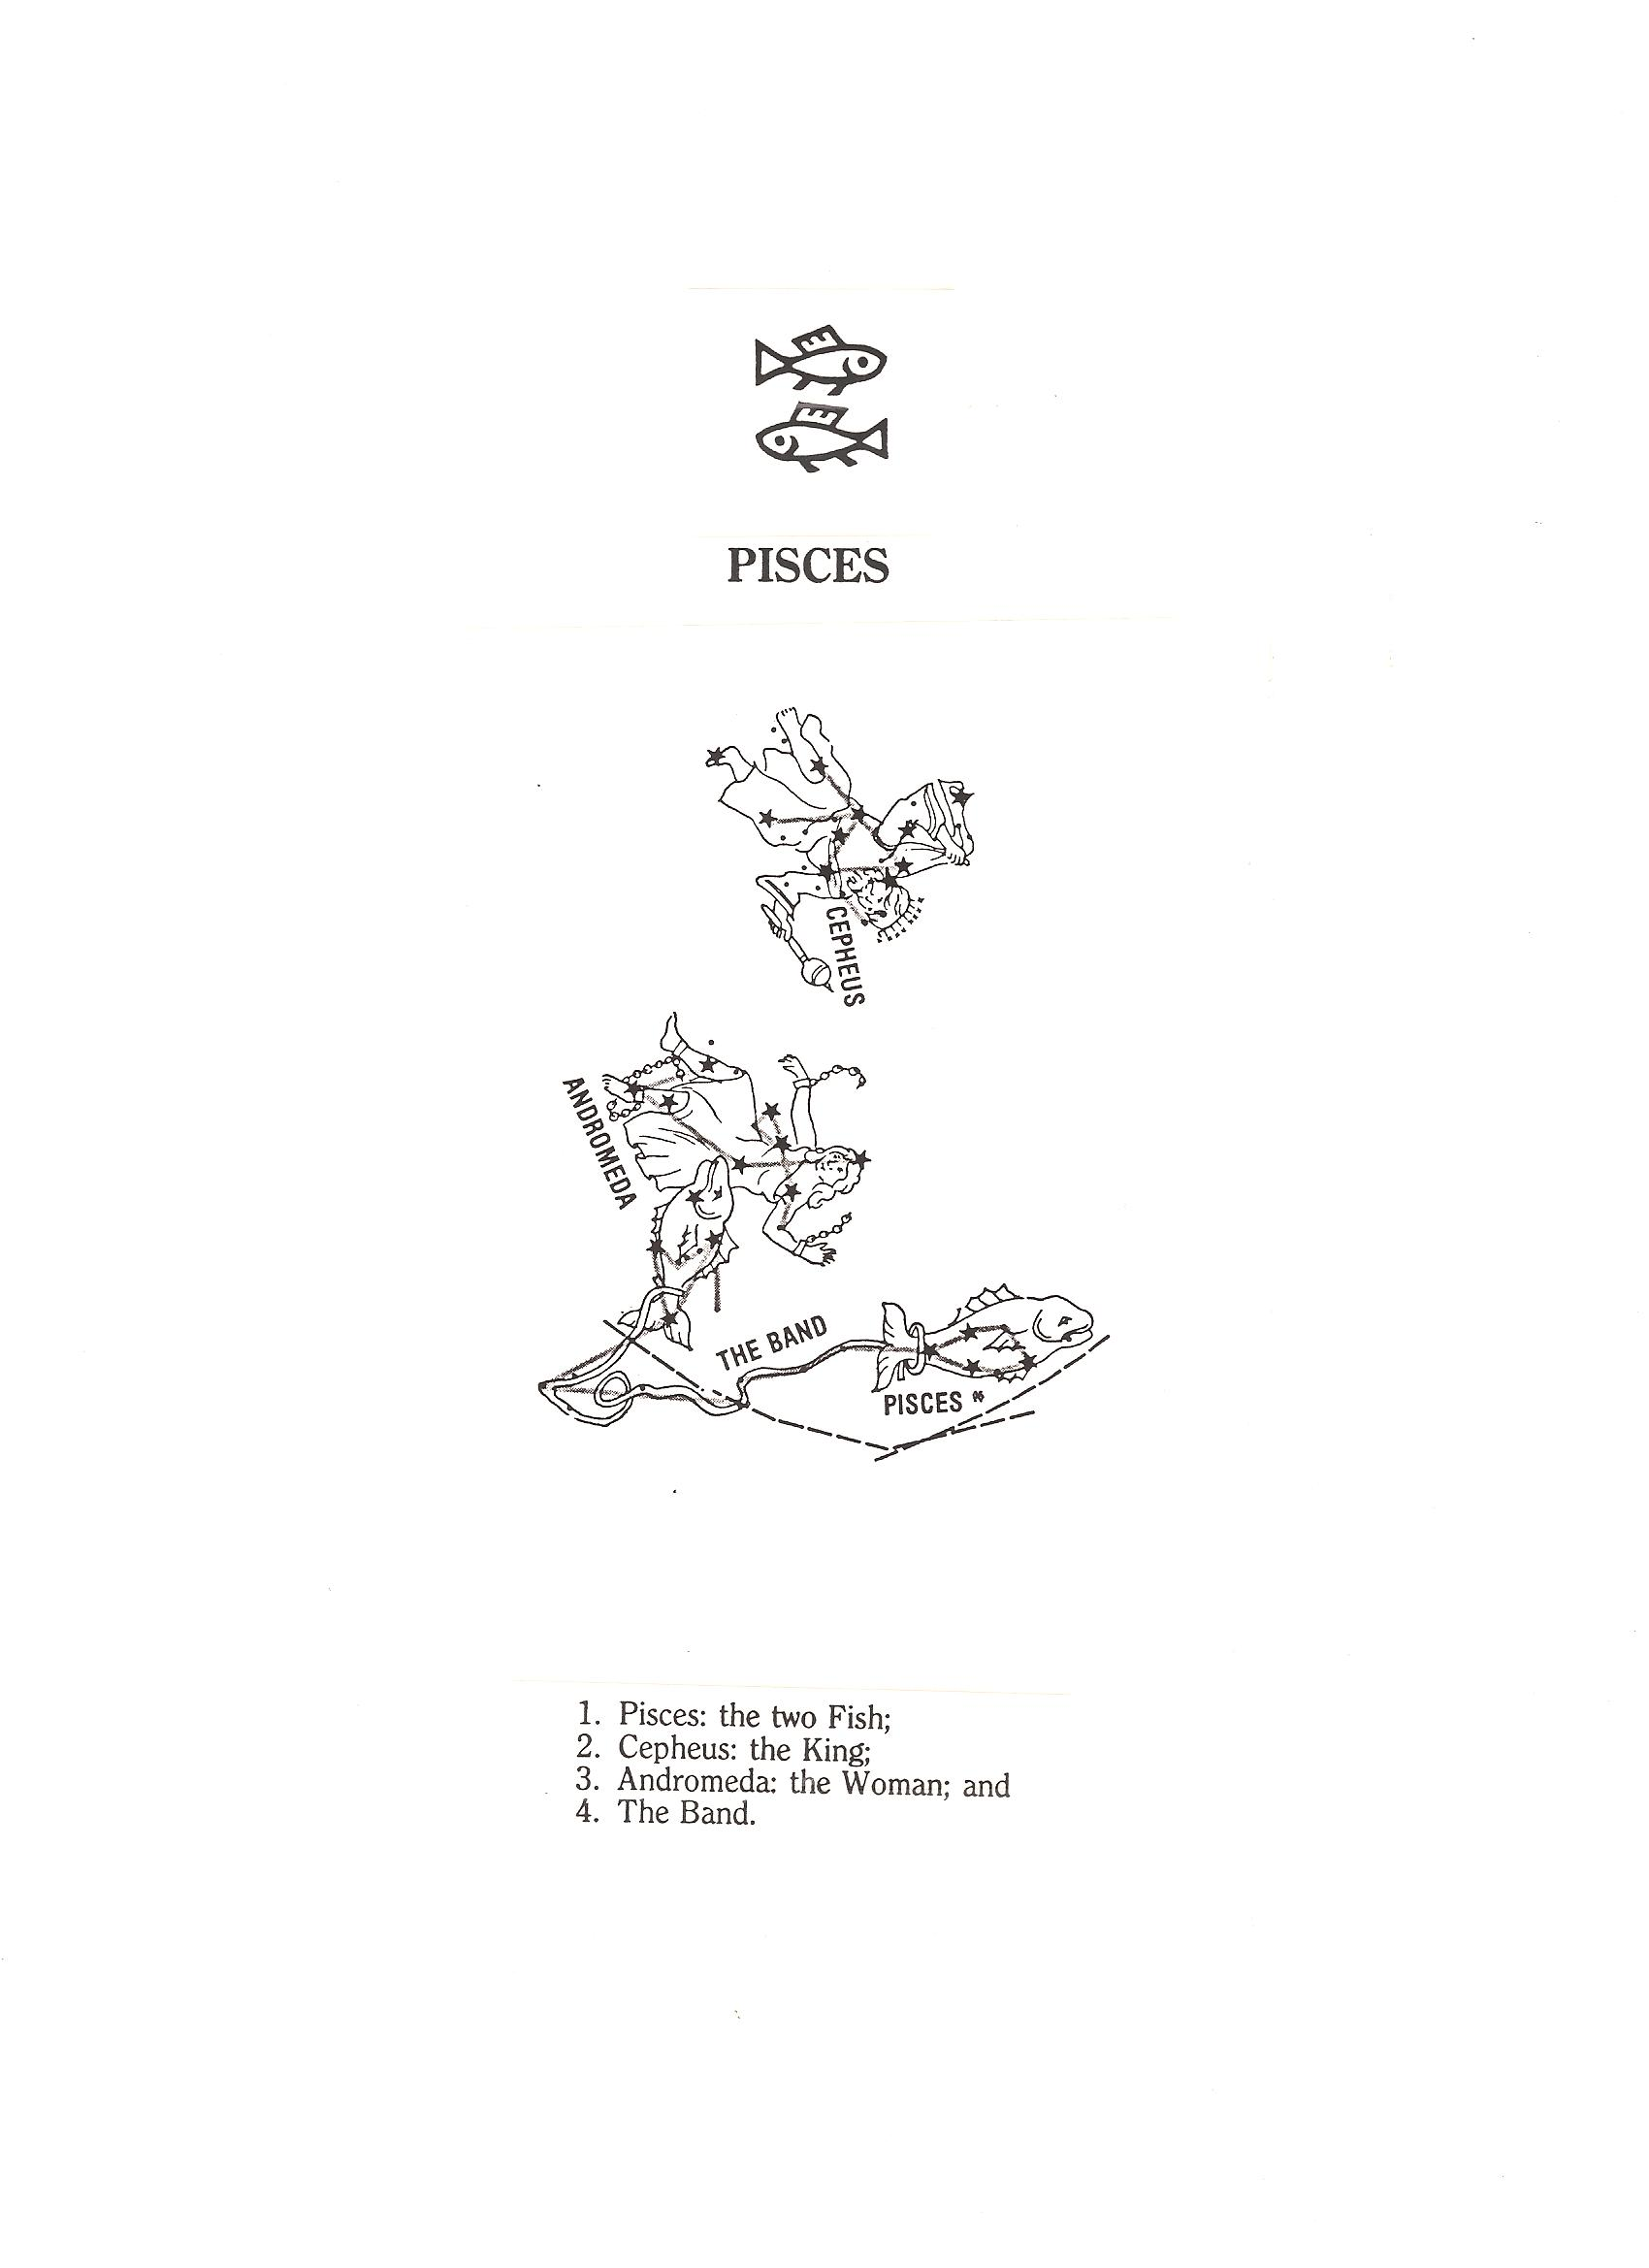 PISCES
CEPHEUS
ANDROMEDA
THE BAND
PISCES
1. Pisces: the two Fish;
2. Cepheus: the King;
3. Andromeda: the Woman; and
4. The Band.